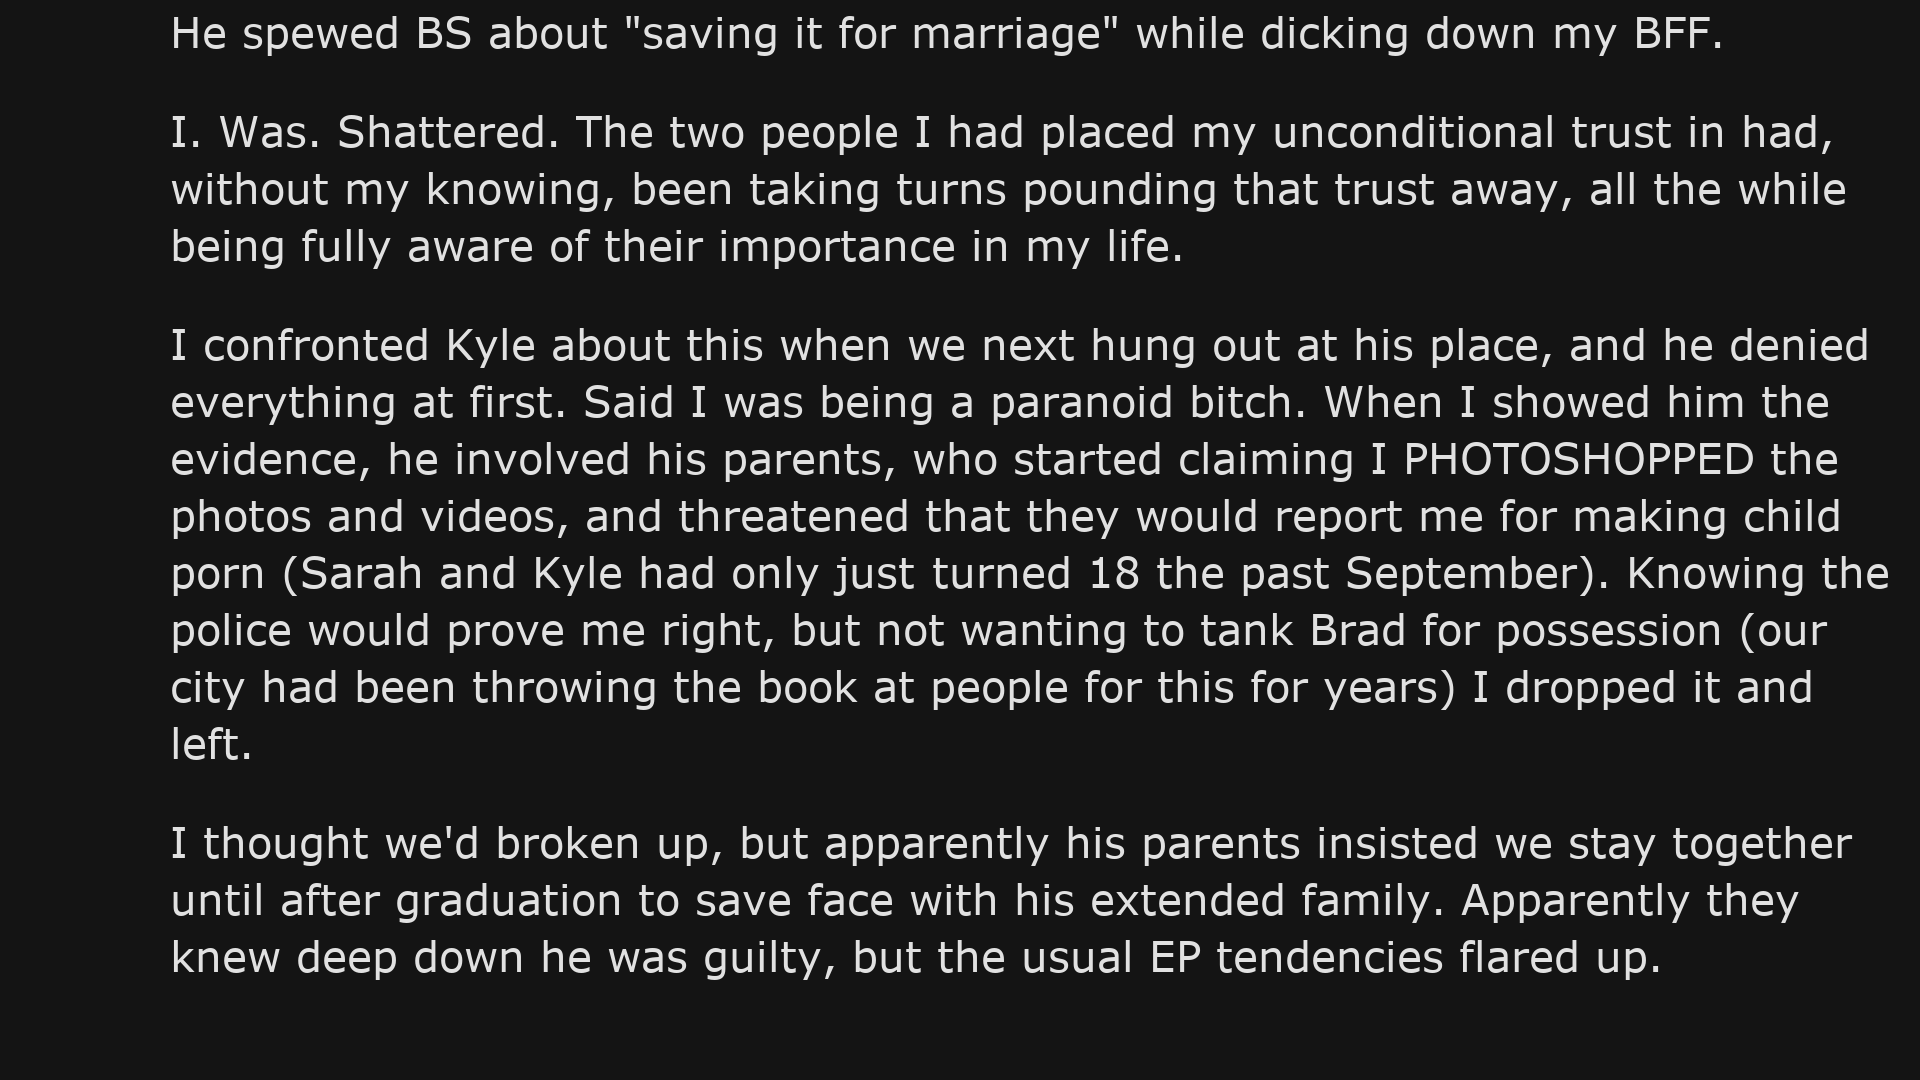 He spewed BS about "saving it for marriage" while dicking down my BFF.
I. Was. Shattered. The two people I had placed my unconditional trust in had,
without my knowing, been taking turns pounding that trust away, all the while
being fully aware of their importance in my life.
I confronted Kyle about this when we next hung out at his place, and he denied
everything at first. Said I was being a paranoid bitch. When I showed him the
evidence, he involved his parents, who started claiming I PHOTOSHOPPED the
photos and videos, and threatened that they would report me for making child
porn (Sarah and Kyle had only just turned 18 the past September). Knowing the
police would prove me right, but not wanting to tank Brad for possession (our
city had been throwing the book at people for this for years) I dropped it and
left.
I thought we'd broken up, but apparently his parents insisted we stay together
until after graduation to save face with his extended family. Apparently they
knew deep down he was guilty, but the usual EP tendencies flared up.